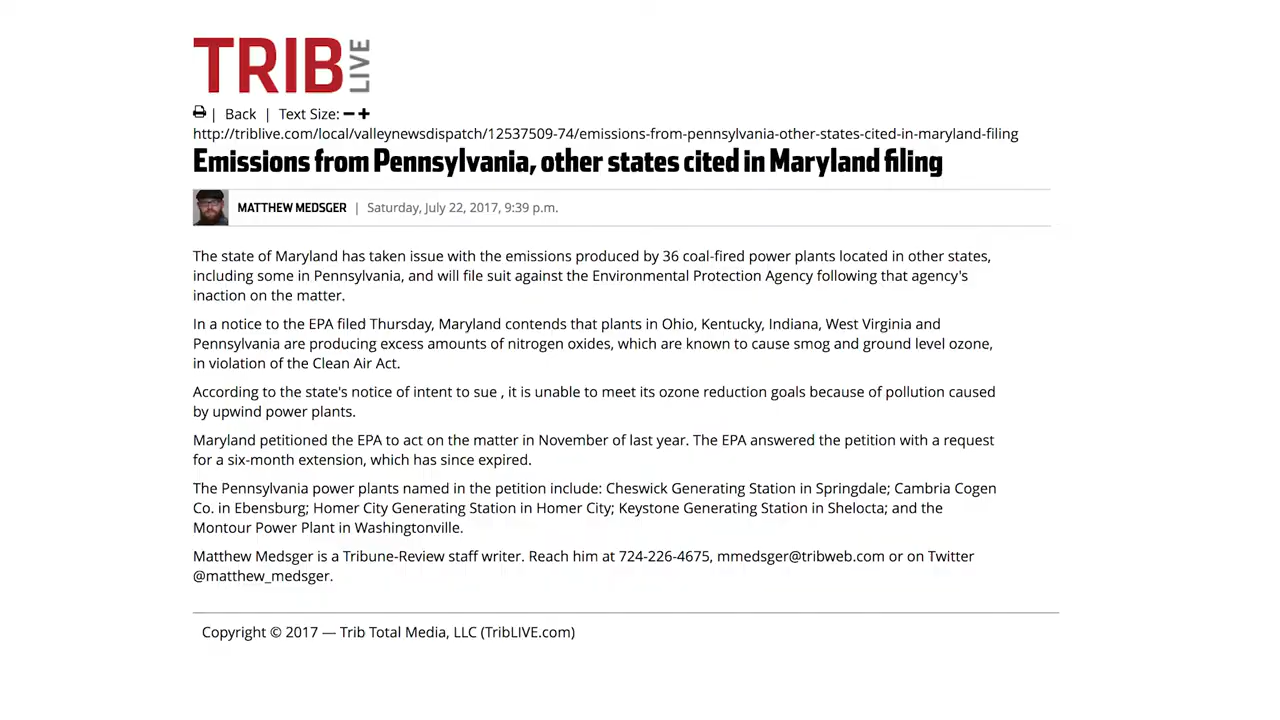 TRIB LIVE
| Back | Text Size:
http://triblive.com/local/valleynewsdispatch/12537509-74/emissions-from-pennsylvania-other-states-cited-in-maryland-filing
Emissions from Pennsylvania, other states cited in Maryland filing
MATTHEW MEDSGER | Saturday, July 22, 2017, 9:39 p.m.
The state of Maryland has taken issue with the emissions produced by 36 coal-fired power plants located in other states,
including some in Pennsylvania, and will file suit against the Environmental Protection Agency following that agency's
inaction on the matter.
In a notice to the EPA filed Thursday, Maryland contends that plants in Ohio, Kentucky, Indiana, West Virginia and
Pennsylvania are producing excess amounts of nitrogen oxides, which are known to cause smog and ground level ozone,
in violation of the Clean Air Act.
According to the state's notice of intent to sue , it is unable to meet its ozone reduction goals because of pollution caused
by upwind power plants.
Maryland petitioned the EPA to act on the matter in November of last year. The EPA answered the petition with a request
for a six-month extension, which has since expired.
The Pennsylvania power plants named in the petition include: Cheswick Generating Station in Springdale; Cambria Cogen
Co. in Ebensburg; Homer City Generating Station in Homer City; Keystone Generating Station in Shelocta; and the
Montour Power Plant in Washingtonville.
Matthew Medsger is a Tribune-Review staff writer. Reach him at 724-226-4675, mmedsger@tribweb.com or on Twitter
@matthew_medsger.
Copyright © 2017 — Trib Total Media, LLC (TribLIVE.com)